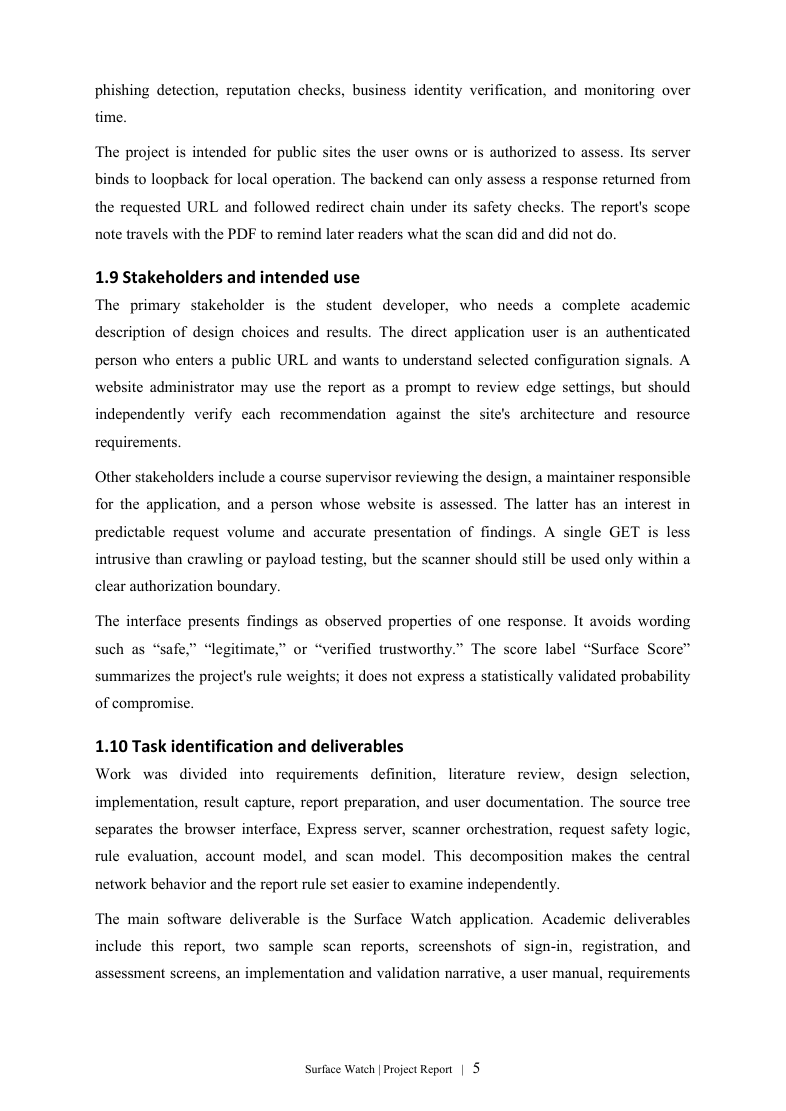 phishing detection, reputation checks, business identity verification, and monitoring over
time.
The project is intended for public sites the user owns or is authorized to assess. Its server
binds to loopback for local operation. The backend can only assess a response returned from
the requested URL and followed redirect chain under its safety checks. The report's scope
note travels with the PDF to remind later readers what the scan did and did not do.
1.9 Stakeholders and intended use
The primary stakeholder is the student developer, who needs a complete academic
description of design choices and results. The direct application user is an authenticated
person who enters a public URL and wants to understand selected configuration signals. A
website administrator may use the report as a prompt to review edge settings, but should
independently verify each recommendation against the site's architecture and resource
requirements.
Other stakeholders include a course supervisor reviewing the design, a maintainer responsible
for the application, and a person whose website is assessed. The latter has an interest in
predictable request volume and accurate presentation of findings. A single GET is less
intrusive than crawling or payload testing, but the scanner should still be used only within a
clear authorization boundary.
The interface presents findings as observed properties of one response. It avoids wording
such as “safe,” “legitimate,” or “verified trustworthy.” The score label “Surface Score”
summarizes the project's rule weights; it does not express a statistically validated probability
of compromise.
1.10 Task identification and deliverables
Work was divided into requirements definition, literature review, design selection,
implementation, result capture, report preparation, and user documentation. The source tree
separates the browser interface, Express server, scanner orchestration, request safety logic,
rule evaluation, account model, and scan model. This decomposition makes the central
network behavior and the report rule set easier to examine independently.
The main software deliverable is the Surface Watch application. Academic deliverables
include this report, two sample scan reports, screenshots of sign-in, registration, and
assessment screens, an implementation and validation narrative, a user manual, requirements
Surface Watch | Project Report | 5